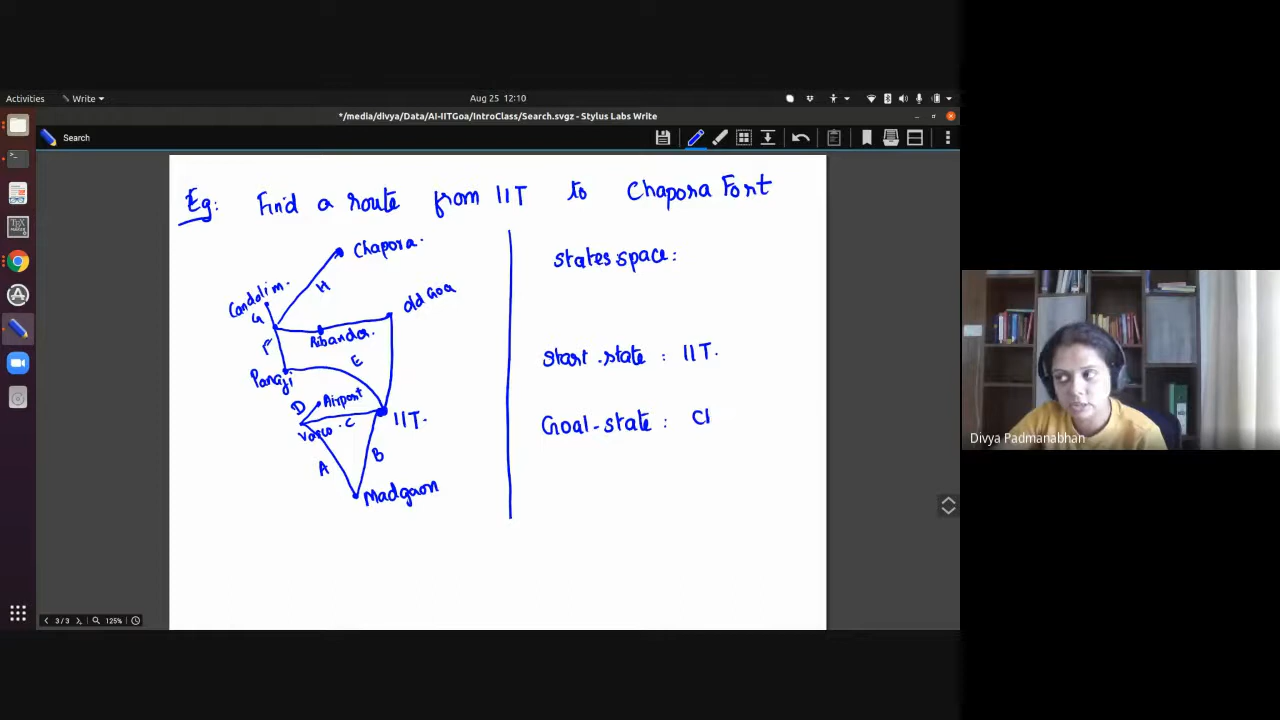 Activities
Write
Aug 25 12:10
*/media/divya/Data/AI-IITGoa/IntroClass/Search.svgz - Stylus Labs Write
Search
Eg: Find a route from IIT to Chapora Fort
Chapora.
Candolim.
H
G
Old Goa
Ribandar.
F
E
Panaji
Airport
D
IIT.
Vasco.
C
B
A
Madgaon
States space:
Start-state: IIT.
Goal-state: Ch
Divya Padmanabhan
3/3
125%